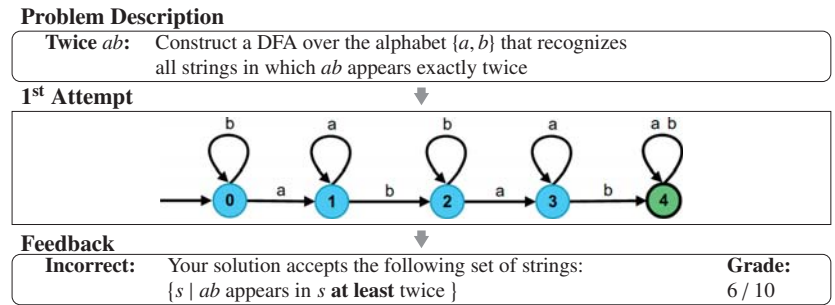 Problem Description
Twice ab: Construct a DFA over the alphabet {a, b} that recognizes
all strings in which ab appears exactly twice
1st Attempt
b a b a a b
0 a 1 b 2 a 3 b 4
Feedback
Incorrect: Your solution accepts the following set of strings: Grade:
{s | ab appears in s at least twice } 6 / 10